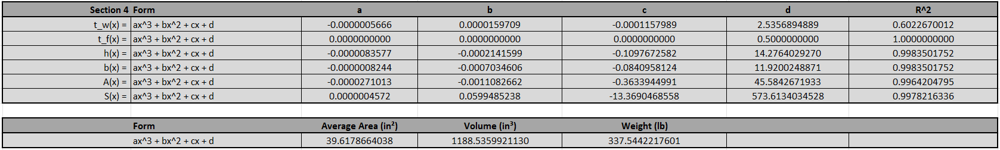 Section 4 Form a b c d R^2
t_w(x) = ax^3 + bx^2 + cx + d -0.0000005666 0.0000159709 -0.0001157989 2.5356894889 0.6022670012
t_f(x) = ax^3 + bx^2 + cx + d 0.0000000000 0.0000000000 0.0000000000 0.5000000000 1.0000000000
h(x) = ax^3 + bx^2 + cx + d -0.0000083577 -0.0002141599 -0.1097672582 14.2764029270 0.9983501752
b(x) = ax^3 + bx^2 + cx + d -0.0000008244 -0.0007034606 -0.0840958124 11.9200248871 0.9983501752
A(x) = ax^3 + bx^2 + cx + d -0.0000271013 -0.0011082662 -0.3633944991 45.5842671933 0.9964204795
S(x) = ax^3 + bx^2 + cx + d 0.0000004572 0.0599485238 -13.3690468558 573.6134034528 0.9978216336
Form Average Area (in²) Volume (in³) Weight (lb)
ax^3 + bx^2 + cx + d 39.6178664038 1188.5359921130 337.5442217601